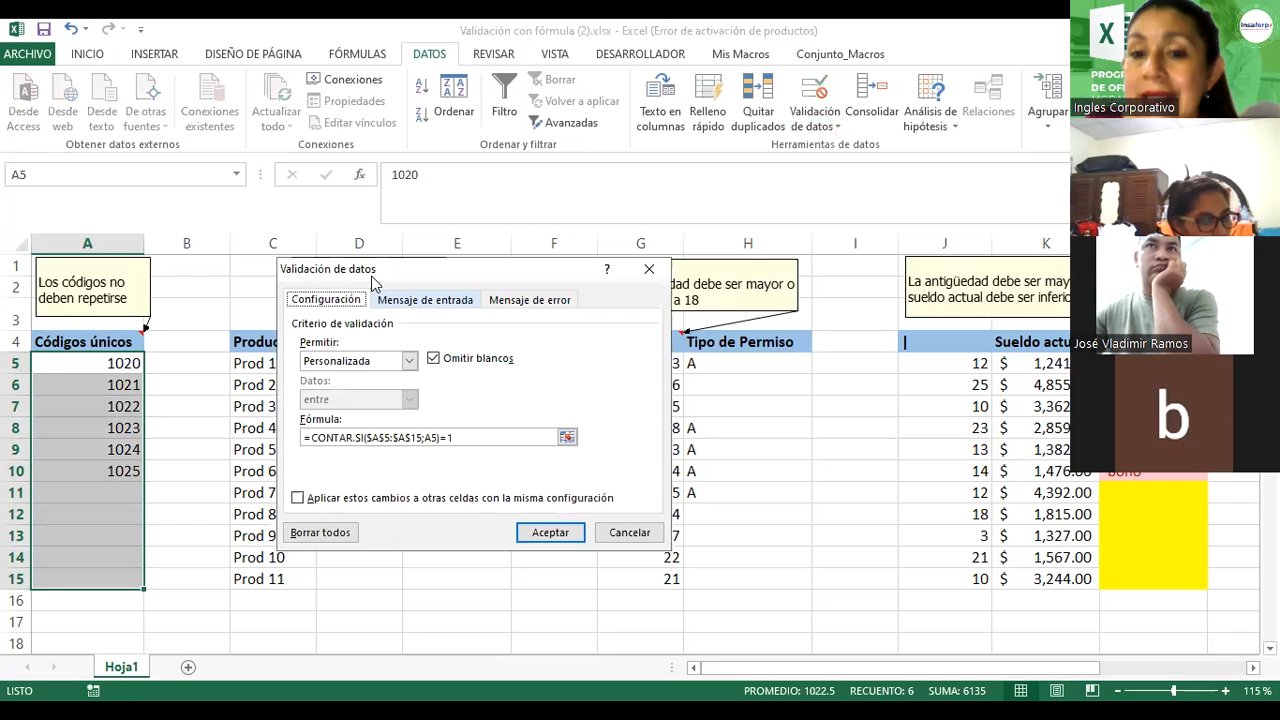 Validación con fórmula (2).xlsx - Excel (Error de activación de productos)
ARCHIVO INICIO INSERTAR DISEÑO DE PÁGINA FÓRMULAS DATOS REVISAR VISTA DESARROLLADOR Mis Macros Conjunto_Macros
Desde Access
Desde web
Desde texto
De otras fuentes
Conexiones existentes
Actualizar todo
Conexiones
Propiedades
Editar vínculos
Ordenar
Filtro
Borrar
Volver a aplicar
Avanzadas
Texto en columnas
Relleno rápido
Quitar duplicados
Validación de datos
Consolidar
Análisis de hipótesis
Relaciones
Agrupar
Obtener datos externos
Conexiones
Ordenar y filtrar
Herramientas de datos
Insaforp
PROG
DE OFI
Ingles Corporativo
A5
fx
1020
A B C D E F G H I J K
1 2 3
Los códigos no
deben repetirse
dad debe ser mayor o
a 18
La antigüedad debe ser mayor
sueldo actual debe ser inferio
4 Códigos únicos Produc Tipo de Permiso | Sueldo actu
5 1020 Prod 1 3 A 12 $ 1,241
6 1021 Prod 2 6 25 $ 4,855
7 1022 Prod 3 5 10 $ 3,362
8 1023 Prod 4 8 A 23 $ 2,859
9 1024 Prod 5 3 A 13 $ 1,382
10 1025 Prod 6 4 A 14 $ 1,476. bono
11 Prod 7 5 A 12 $ 4,392.00
12 Prod 8 4 18 $ 1,815.00
13 Prod 9 7 3 $ 1,327.00
14 Prod 10 22 21 $ 1,567.00
15 Prod 11 21 10 $ 3,244.00
16
17
18
Validación de datos ?
Configuración Mensaje de entrada Mensaje de error
Criterio de validación
Permitir:
Personalizada
Omitir blancos
Datos:
entre
Fórmula:
=CONTAR.SI($A$5:$A$15;A5)=1
Aplicar estos cambios a otras celdas con la misma configuración
Borrar todos Aceptar Cancelar
José Vladimir Ramos
b
Hoja1
LISTO
PROMEDIO: 1022.5 RECUENTO: 6 SUMA: 6135
115 %